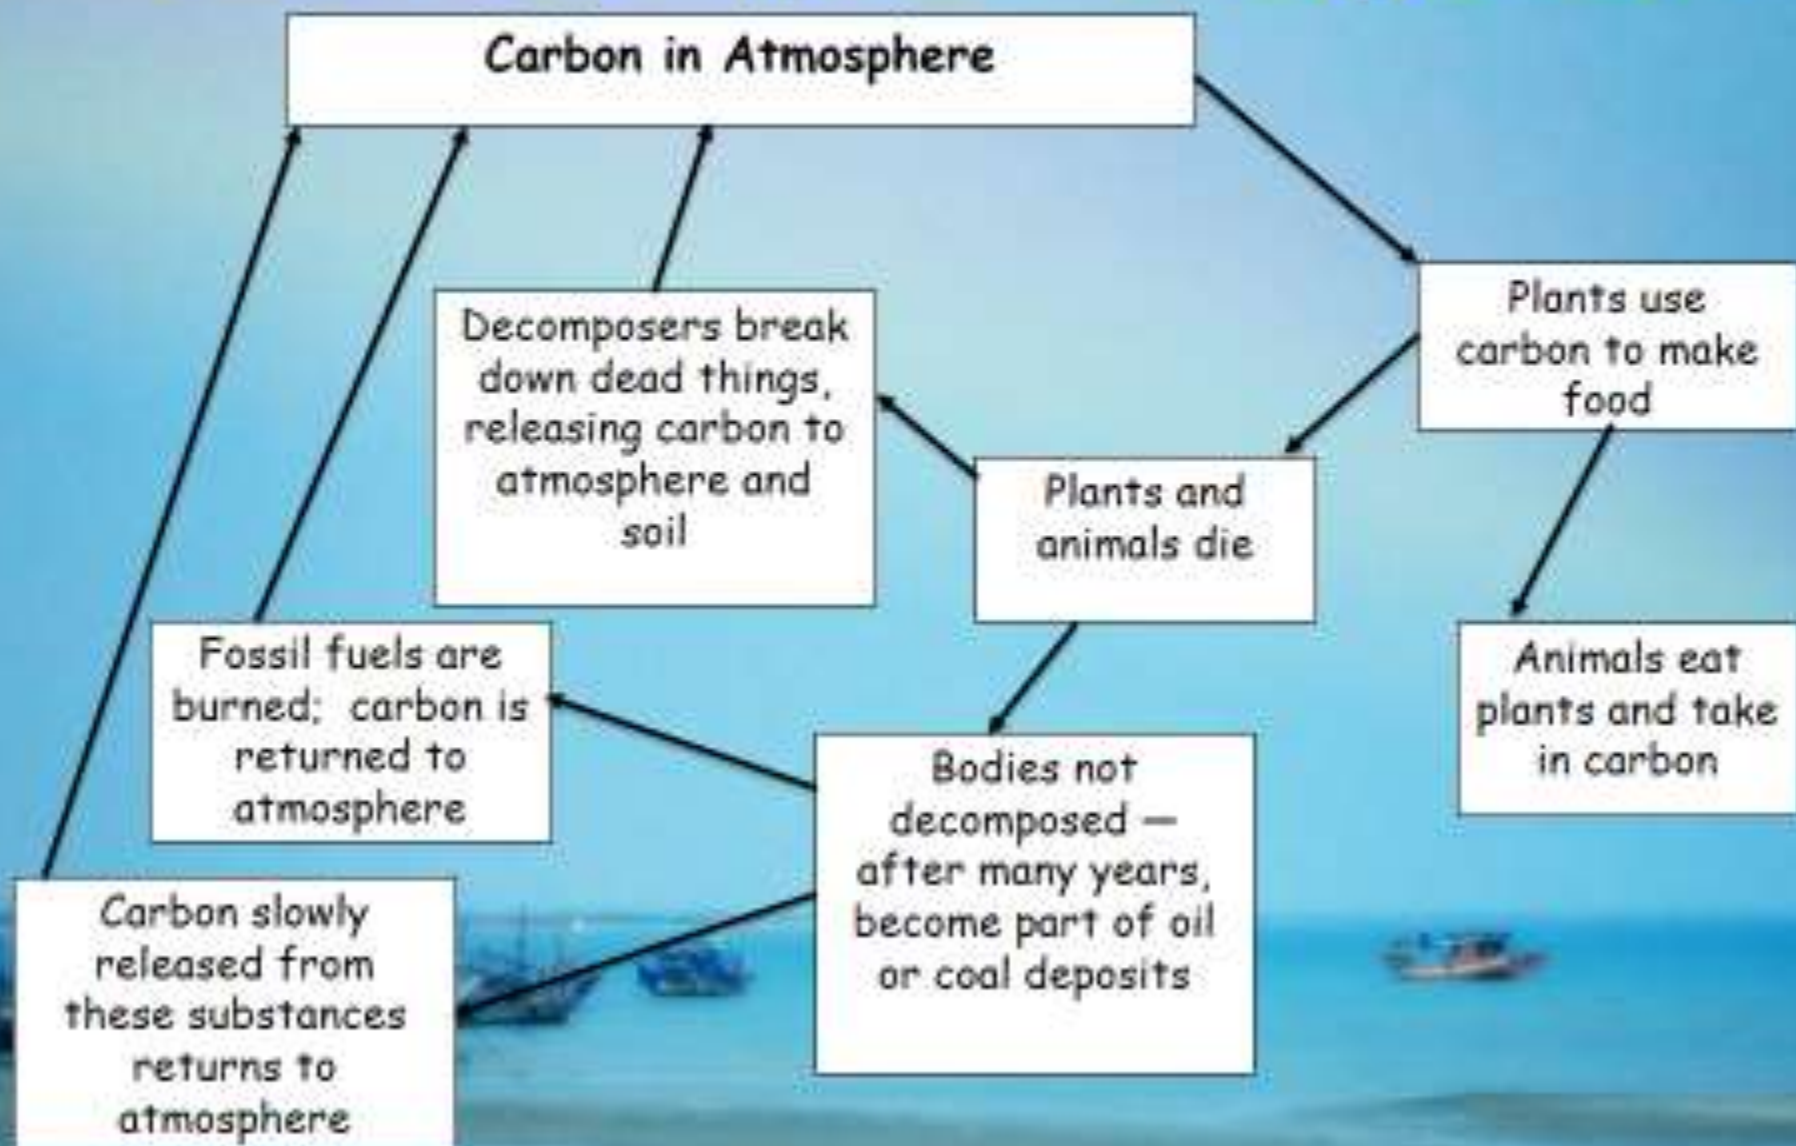 Carbon in Atmosphere
Plants use
carbon to make
food
Decomposers break
down dead things,
releasing carbon to
atmosphere and
soil
Plants and
animals die
Fossil fuels are
burned; carbon is
returned to
atmosphere
Animals eat
plants and take
in carbon
Bodies not
decomposed —
after many years,
become part of oil
or coal deposits
Carbon slowly
released from
these substances
returns to
atmosphere